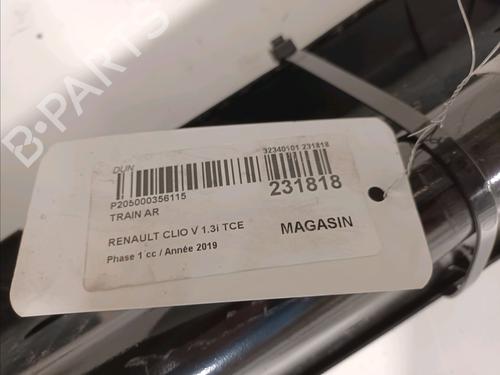 B-PARTS
DUN
32340101 231818
P205000356115
231818
TRAIN AR
RENAULT CLIO V 1.3i TCE
MAGASIN
Phase 1 cc / Année 2019